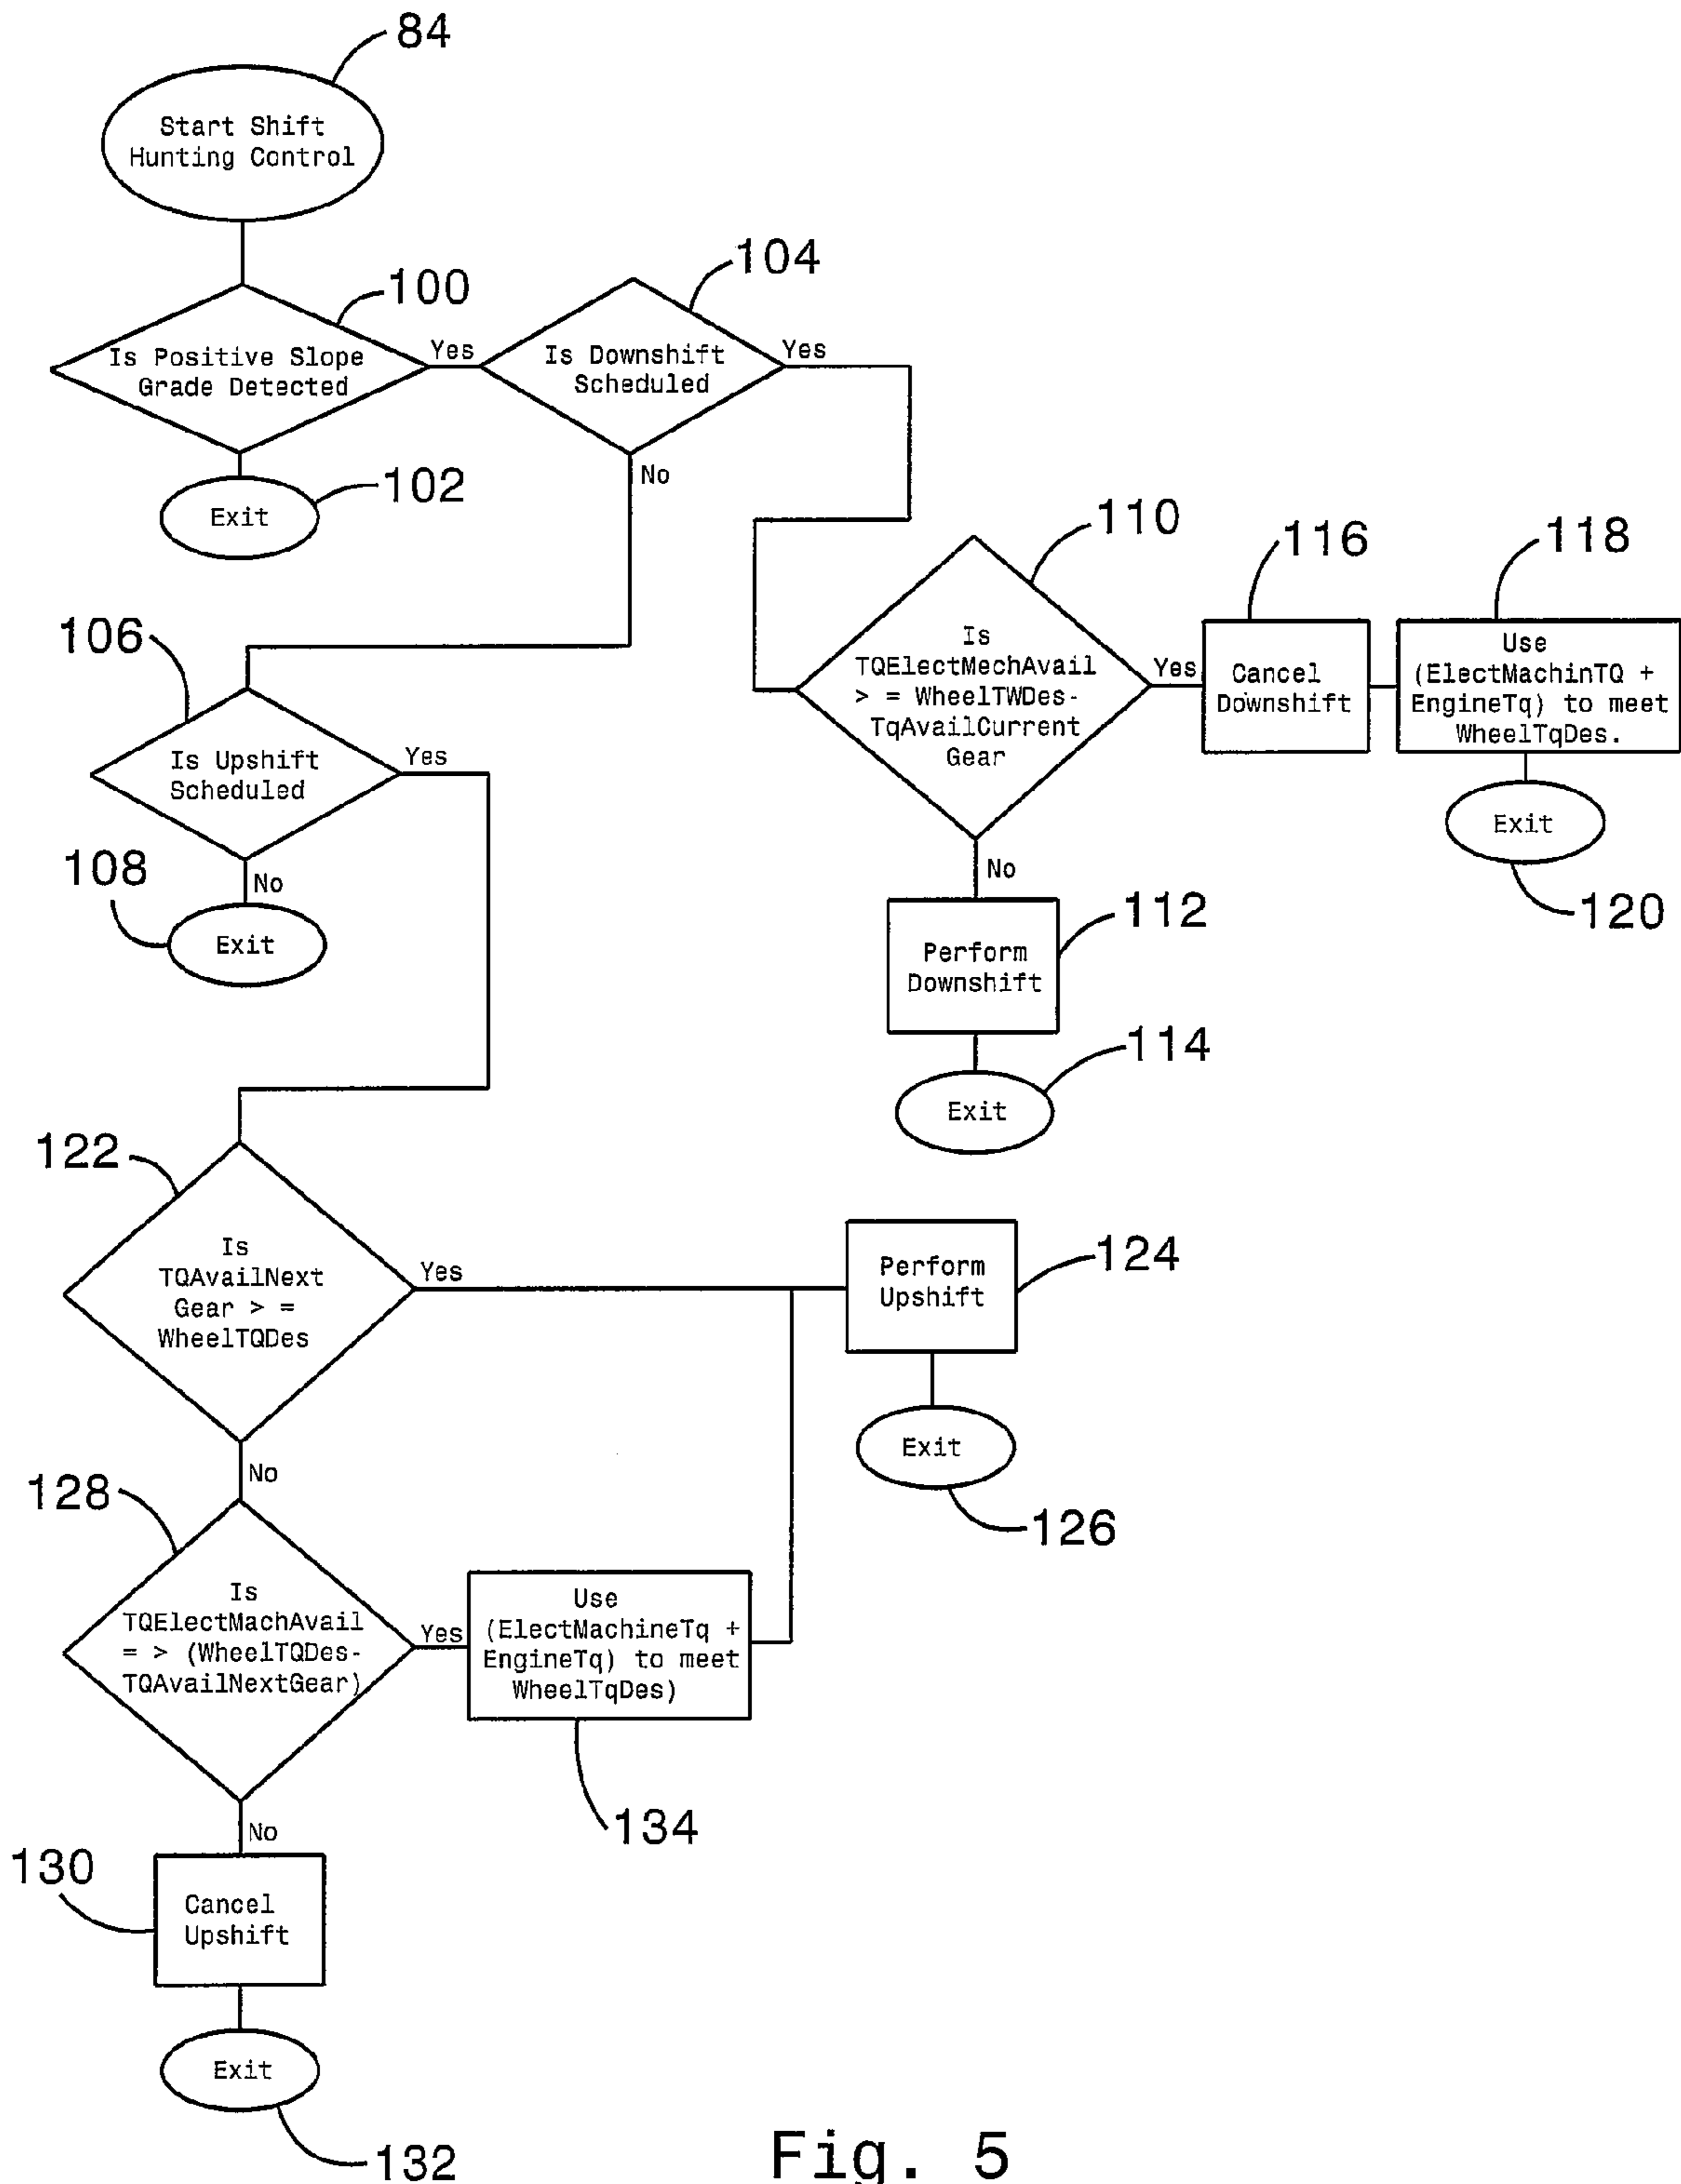 84
Start Shift
Hunting Control
100
Is Positive Slope
Grade Detected
Yes
102
Exit
104
Is Downshift
Scheduled
Yes
No
106
Is Upshift
Scheduled
Yes
No
108
Exit
110
Is
TQElectMechAvail
> = WheelTWDes-
TqAvailCurrent
Gear
Yes
No
116
Cancel
Downshift
118
Use
(ElectMachinTQ +
EngineTq) to meet
WheelTqDes.
Exit
120
112
Perform
Downshift
114
Exit
122
Is
TQAvailNext
Gear > =
WheelTQDes
Yes
No
124
Perform
Upshift
Exit
126
128
Is
TQElectMachAvail
= > (WheelTQDes-
TQAvailNextGear)
Yes
No
Use
(ElectMachineTq +
EngineTq) to meet
WheelTqDes)
134
130
Cancel
Upshift
Exit
132
Fig. 5